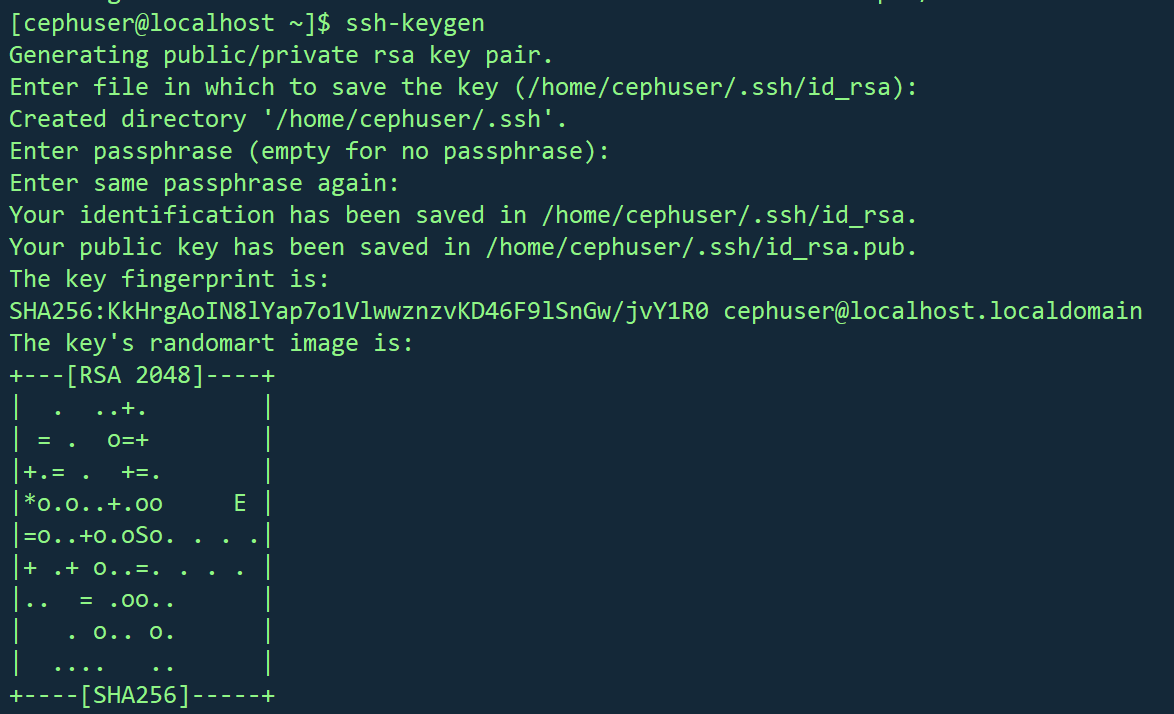 [cephuser@localhost ~]$ ssh-keygen
Generating public/private rsa key pair.
Enter file in which to save the key (/home/cephuser/.ssh/id_rsa):
Created directory '/home/cephuser/.ssh'.
Enter passphrase (empty for no passphrase):
Enter same passphrase again:
Your identification has been saved in /home/cephuser/.ssh/id_rsa.
Your public key has been saved in /home/cephuser/.ssh/id_rsa.pub.
The key fingerprint is:
SHA256:KkHrgAoIN8lYap7o1VlwwznzvKD46F9lSnGw/jvY1R0 cephuser@localhost.localdomain
The key's randomart image is:
+---[RSA 2048]----+
|  .  ..+.        |
| = .  o=+        |
|+.= .  +=.       |
|*o.o..+.oo     E |
|=o..+o.oSo. . . .|
|+ .+ o..=. . . . |
|..  = .oo..      |
|   . o.. o.      |
|  ....   ..      |
+----[SHA256]-----+